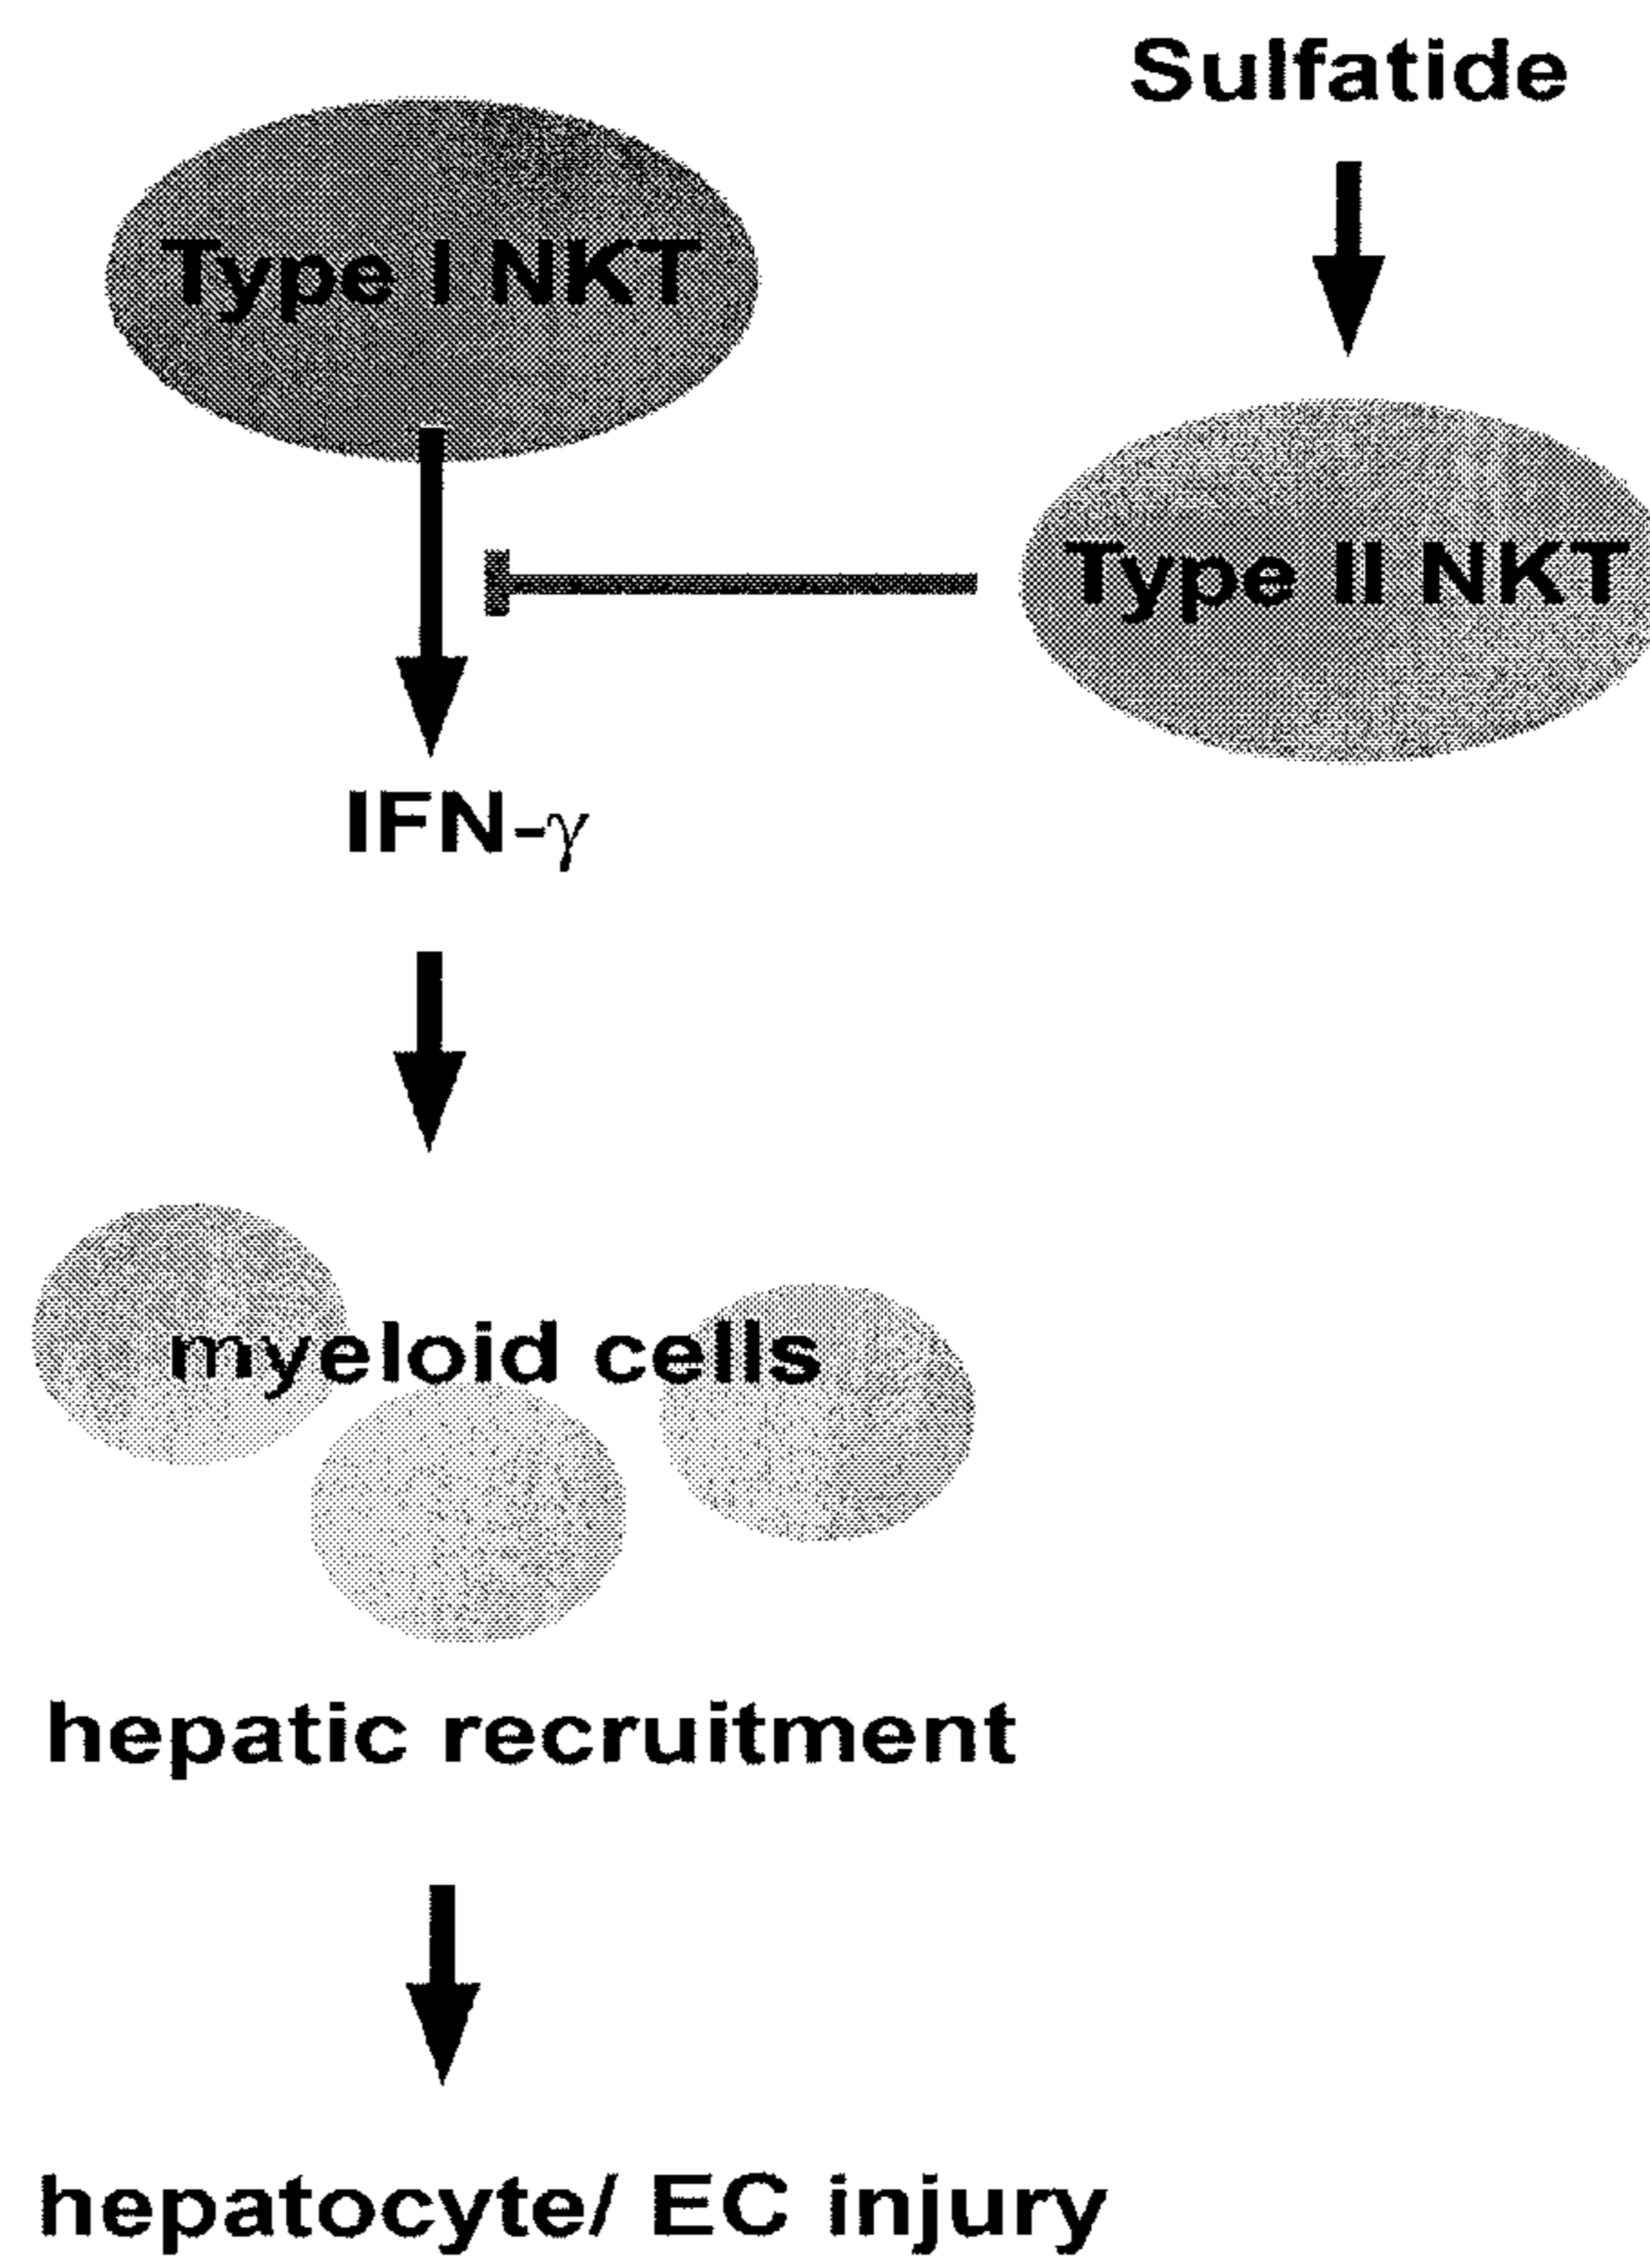 Sulfatide
Type I NKT
Type II NKT
IFN-γ
myeloid cells
hepatic recruitment
hepatocyte/ EC injury